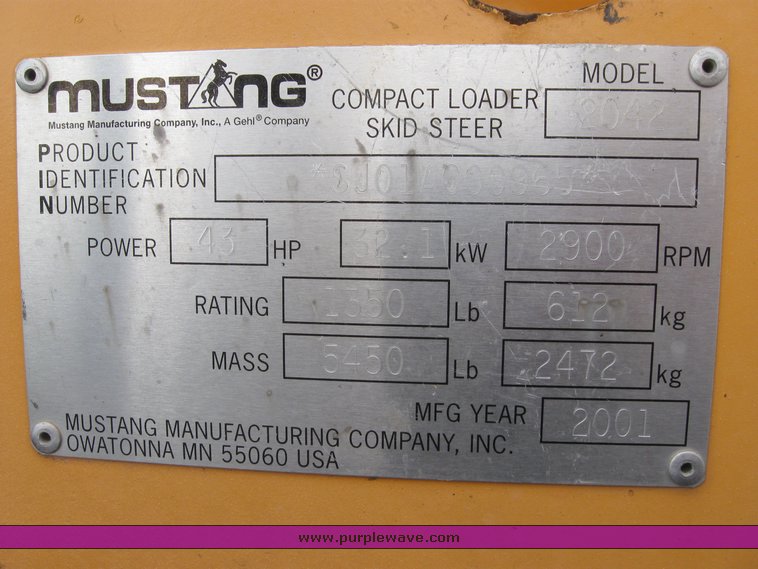 MUSTANG®
Mustang Manufacturing Company, Inc., A Gehl® Company
COMPACT LOADER
SKID STEER
MODEL
PRODUCT
IDENTIFICATION
NUMBER
POWER 43 HP 32.1 kW 2900 RPM
RATING 1350 Lb 612 kg
MASS 5450 Lb 2472 kg
MFG YEAR 2001
MUSTANG MANUFACTURING COMPANY, INC.
OWATONNA MN 55060 USA
www.purplewave.com